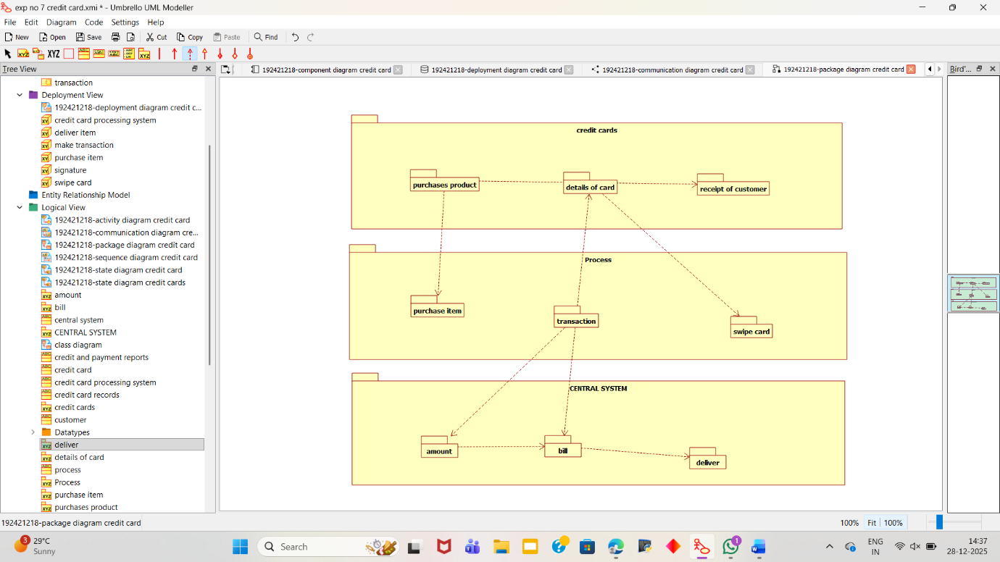 exp no 7 credit card.xmi * - Umbrello UML Modeller
File Edit Diagram Code Settings Help
New Open Save Cut Copy Paste Find
XYZ XYZ ABC ABC XYZ
Tree View
192421218-component diagram credit card
192421218-deployment diagram credit card
192421218-communication diagram credit card
192421218-package diagram credit card
Bird'...
transaction
Deployment View
192421218-deployment diagram credit c...
credit card processing system
deliver item
make transaction
purchase item
signature
swipe card
Entity Relationship Model
Logical View
192421218-activity diagram credit card
192421218-communication diagram cre...
192421218-package diagram credit card
192421218-sequence diagram credit card
192421218-state diagram credit card
192421218-state diagram credit cards
amount
bill
central system
CENTRAL SYSTEM
class diagram
credit and payment reports
credit card
credit card processing system
credit card records
credit cards
customer
Datatypes
deliver
details of card
process
Process
purchase item
purchases product
credit cards
purchases product
details of card
receipt of customer
Process
purchase item
transaction
swipe card
CENTRAL SYSTEM
amount
bill
deliver
192421218-package diagram credit card
100% Fit 100%
3
29°C
Sunny
Search
1
ENG
IN
14:37
28-12-2025